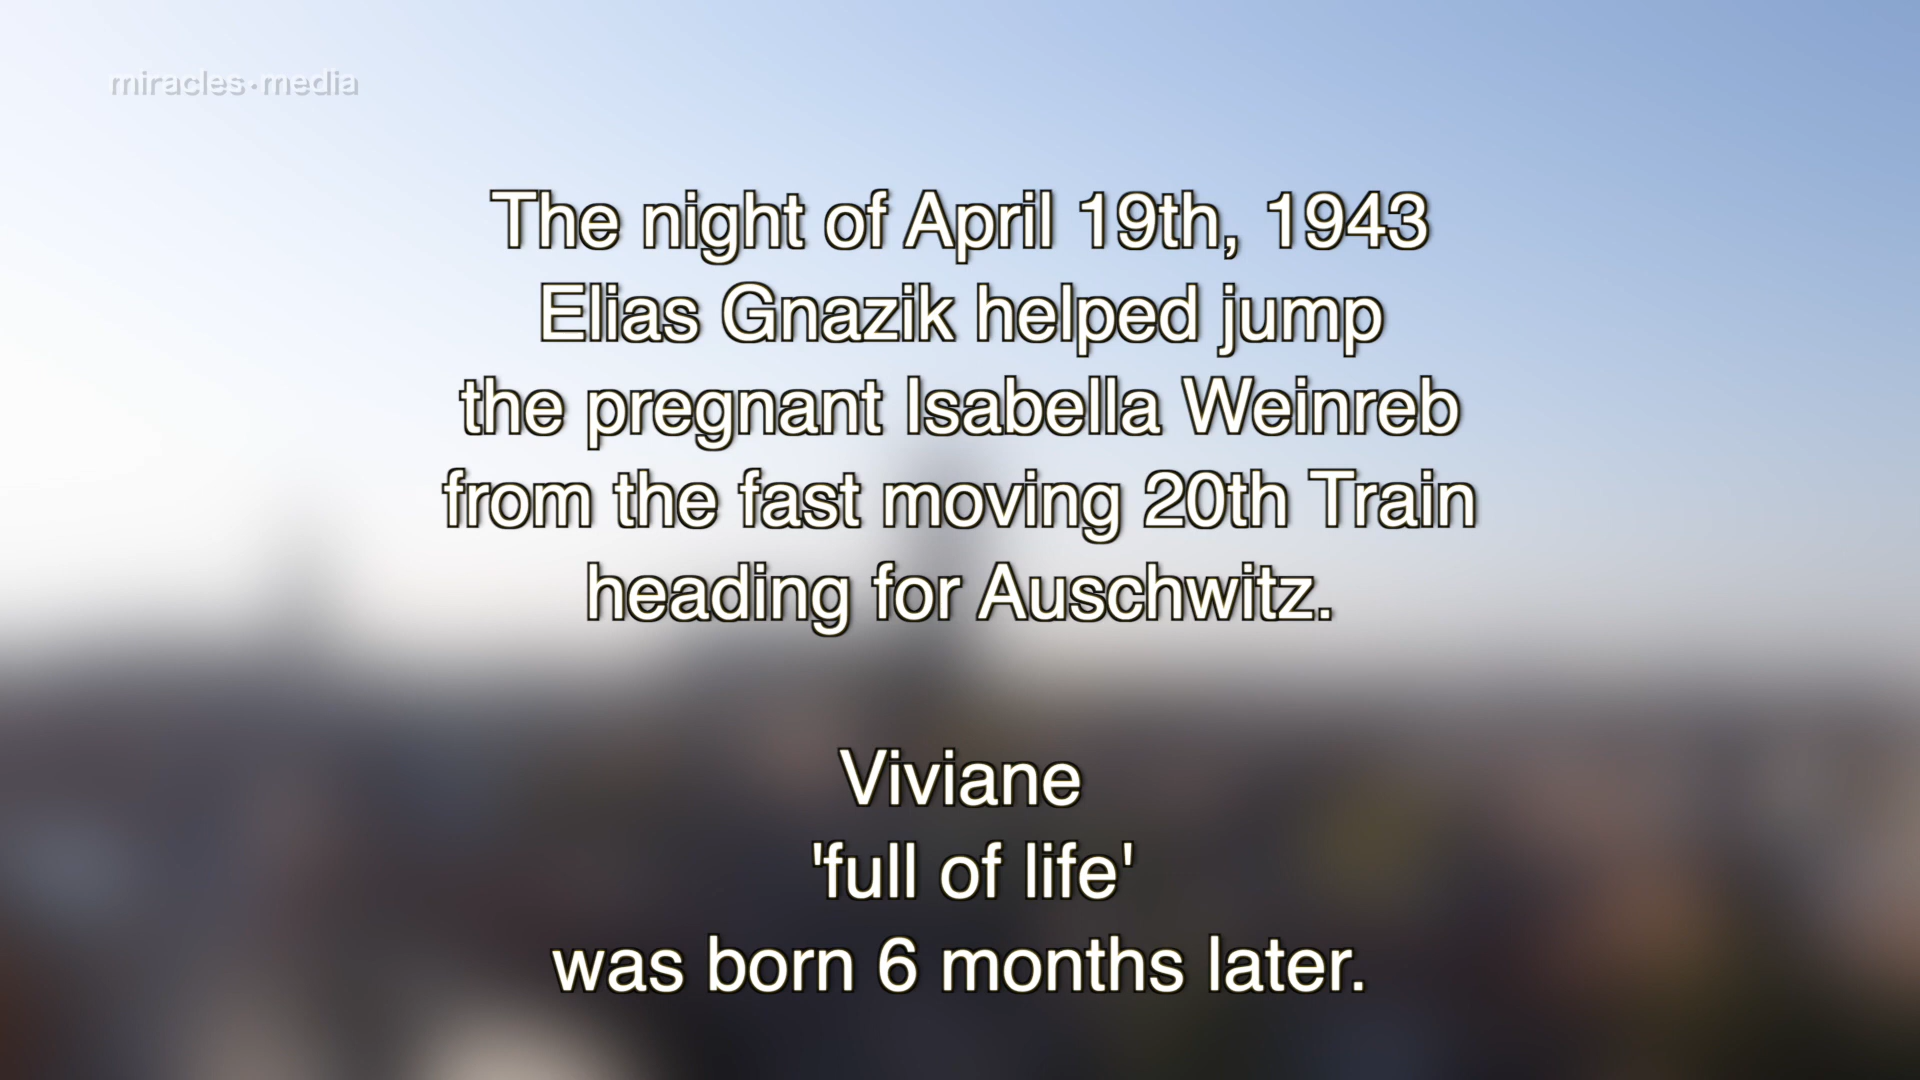 miracles·media
The night of April 19th, 1943
Elias Gnazik helped jump
the pregnant Isabella Weinreb
from the fast moving 20th Train
heading for Auschwitz.
Viviane
'full of life'
was born 6 months later.